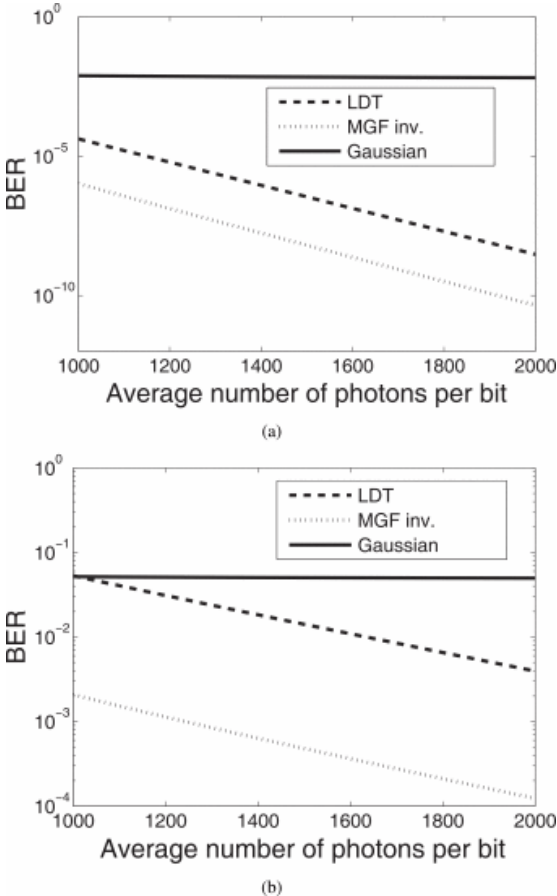 10^0
LDT
MGF inv.
Gaussian
10^-5
BER
10^-10
1000 1200 1400 1600 1800 2000
Average number of photons per bit
(a)
10^0
LDT
MGF inv.
Gaussian
10^-1
BER
10^-2
10^-3
10^-4
1000 1200 1400 1600 1800 2000
Average number of photons per bit
(b)